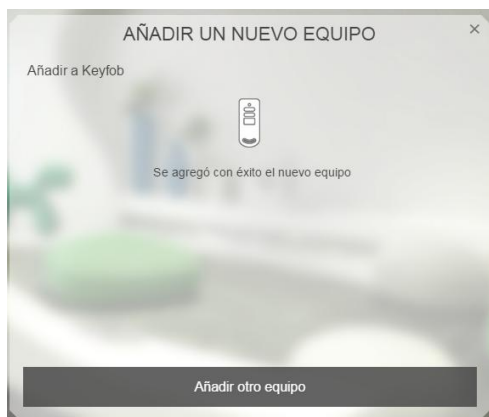 AÑADIR UN NUEVO EQUIPO
Añadir a Keyfob
Se agregó con éxito el nuevo equipo
Añadir otro equipo